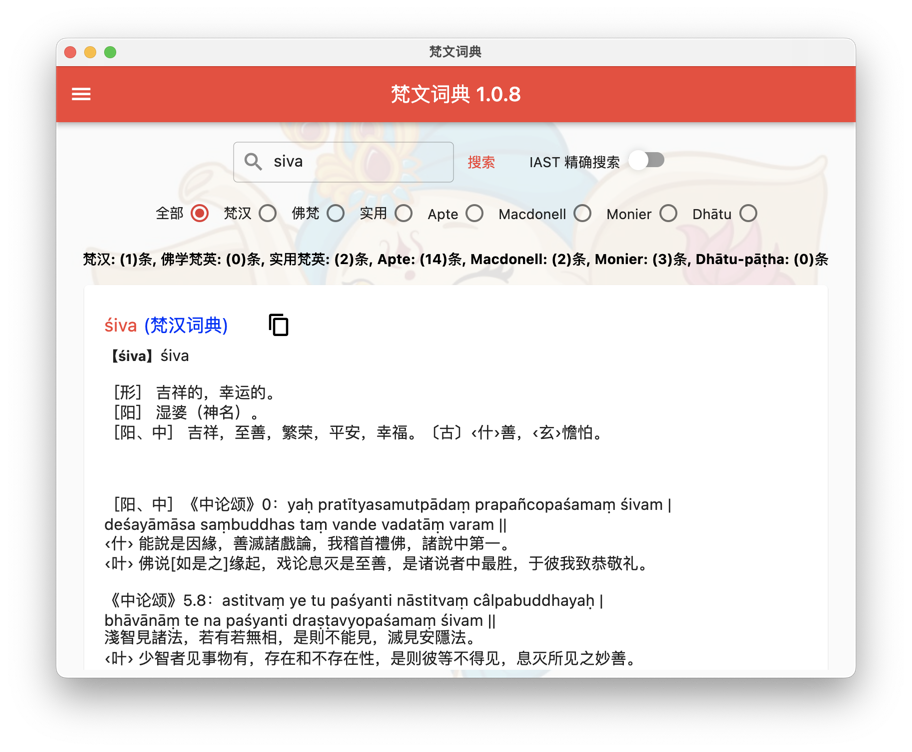 梵文词典
梵文词典 1.0.8
siva 搜索 IAST 精确搜索
全部 梵汉 佛梵 实用 Apte Macdonell Monier Dhātu
梵汉: (1)条, 佛学梵英: (0)条, 实用梵英: (2)条, Apte: (14)条, Macdonell: (2)条, Monier: (3)条, Dhātu-pāṭha: (0)条
śiva (梵汉词典)
【śiva】śiva
［形］ 吉祥的，幸运的。
［阳］ 湿婆（神名）。
［阳、中］ 吉祥，至善，繁荣，平安，幸福。〔古〕‹什›善，‹玄›憺怕。
［阳、中］《中论颂》0：yaḥ pratītyasamutpādaṃ prapañcopaśamaṃ śivam |
deśayāmāsa saṃbuddhas taṃ vande vadatāṃ varam ||
‹什› 能說是因緣，善滅諸戲論，我稽首禮佛，諸說中第一。
‹叶› 佛说[如是之]缘起，戏论息灭是至善，是诸说者中最胜，于彼我致恭敬礼。
《中论颂》5.8：astitvaṃ ye tu paśyanti nāstitvaṃ câlpabuddhayaḥ |
bhāvānāṃ te na paśyanti draṣṭavyopaśamaṃ śivam ||
淺智見諸法，若有若無相，是則不能見，滅見安隱法。
‹叶› 少智者见事物有，存在和不存在性，是则彼等不得见，息灭所见之妙善。